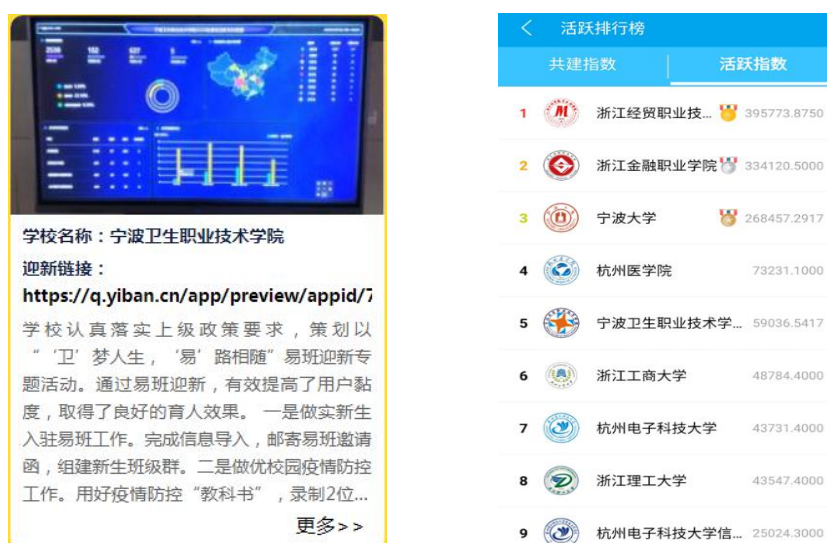 2538
152
637
5
学校名称：宁波卫生职业技术学院
迎新链接：
https://q.yiban.cn/app/preview/appid/7
学校认真落实上级政策要求，策划以
“‘卫’梦人生，‘易’路相随”易班迎新专
题活动。通过易班迎新，有效提高了用户黏
度，取得了良好的育人效果。 一是做实新生
入驻易班工作。完成信息导入，邮寄易班邀请
函，组建新生班级群。二是做优校园疫情防控
工作。用好疫情防控“教科书”，录制2位...
更多>>
活跃排行榜
共建指数 活跃指数
1 浙江经贸职业技... 395773.8750
2 浙江金融职业学院 334120.5000
3 宁波大学 268457.2917
4 杭州医学院 73231.1000
5 宁波卫生职业技术学... 59036.5417
6 浙江工商大学 48784.4000
7 杭州电子科技大学 43731.4000
8 浙江理工大学 43547.4000
9 杭州电子科技大学信... 25024.3000